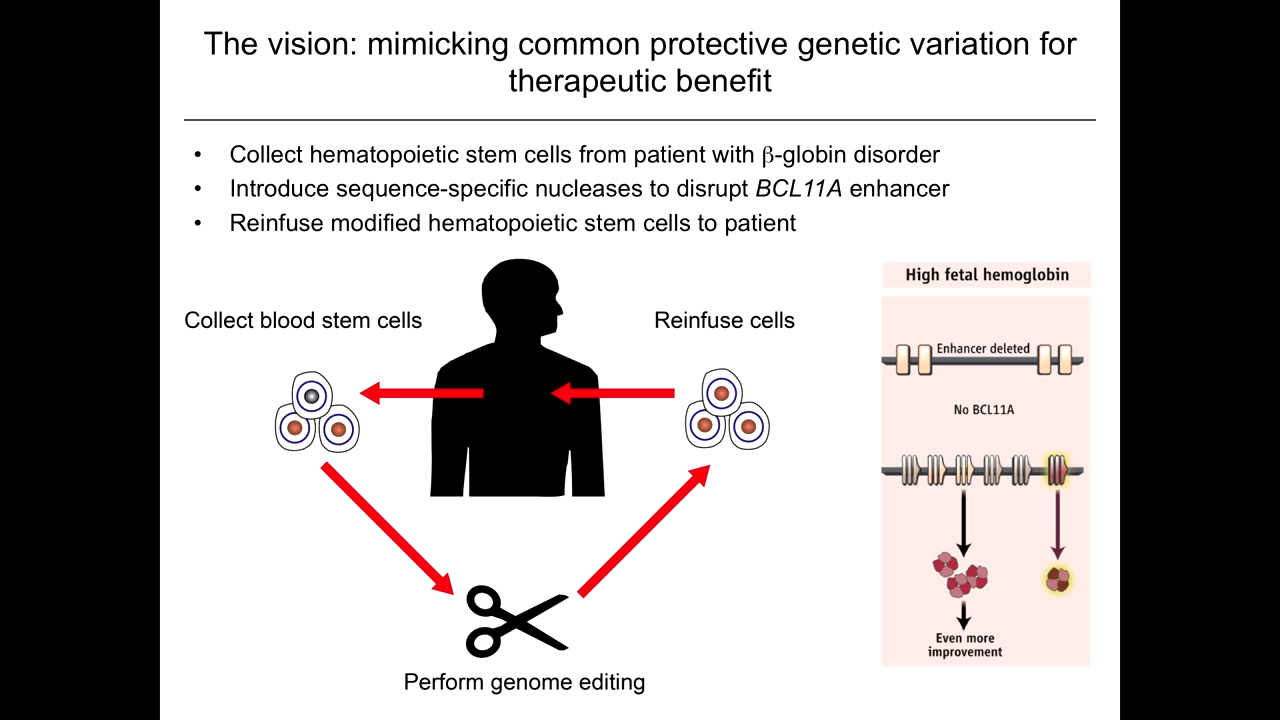 The vision: mimicking common protective genetic variation for
therapeutic benefit
• Collect hematopoietic stem cells from patient with β-globin disorder
• Introduce sequence-specific nucleases to disrupt BCL11A enhancer
• Reinfuse modified hematopoietic stem cells to patient
Collect blood stem cells
Reinfuse cells
Perform genome editing
High fetal hemoglobin
Enhancer deleted
No BCL11A
Even more
improvement